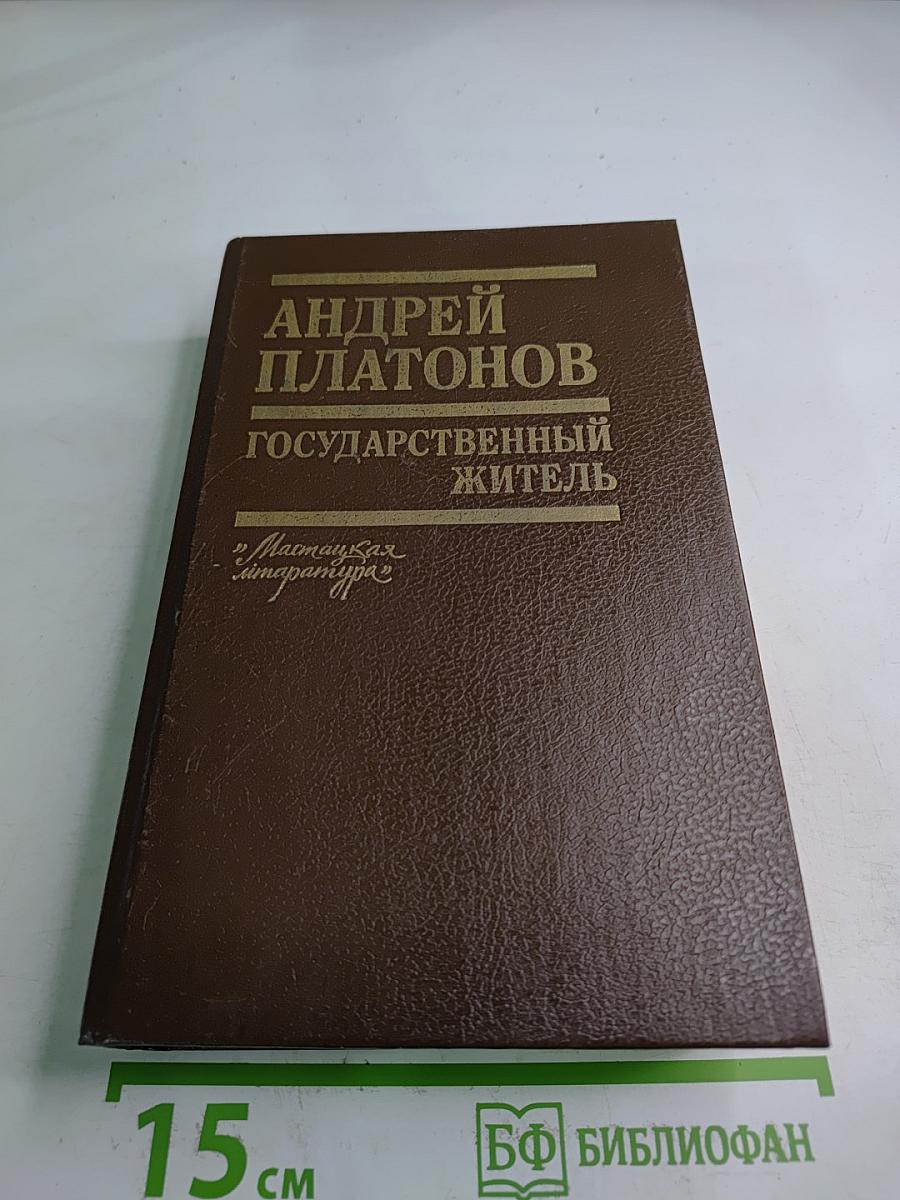 АНДРЕЙ
ПЛАТОНОВ
ГОСУДАРСТВЕННЫЙ
ЖИТЕЛЬ
„Мастацкая
літаратура”
15 см
БФ БИБЛИОФАН